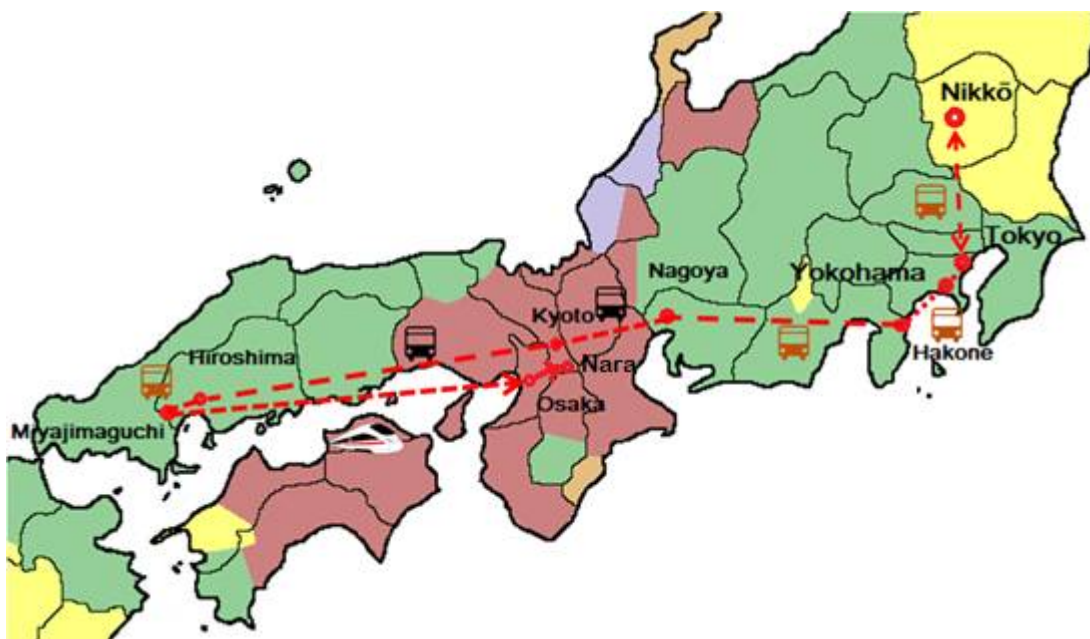 Nikkō
Tokyo
Nagoya
Yokohama
Kyoto
Hakone
Hiroshima
Nara
Osaka
Miyajimaguchi